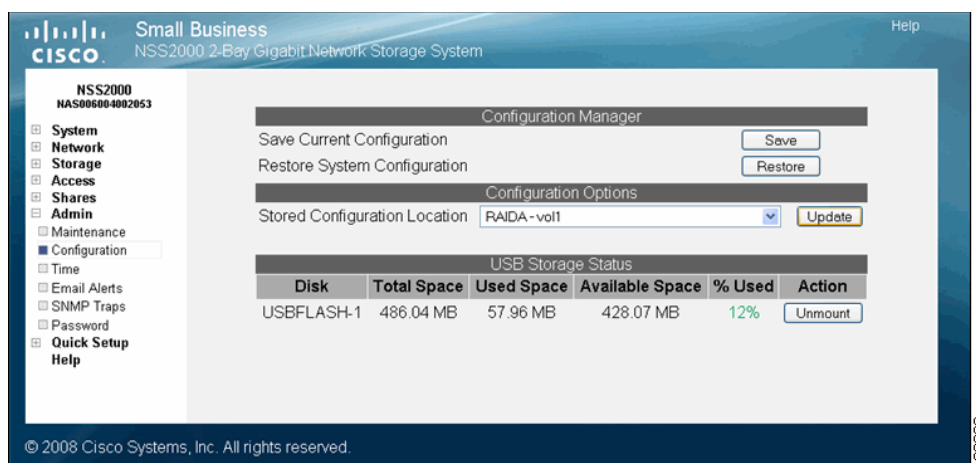 Small Business
Help
CISCO
NSS2000 2-Bay Gigabit Network Storage System
NSS2000
NAS006004002053
System
Network
Storage
Access
Shares
Admin
Maintenance
Configuration
Time
Email Alerts
SNMP Traps
Password
Quick Setup
Help
Configuration Manager
Save Current Configuration Save
Restore System Configuration Restore
Configuration Options
Stored Configuration Location RAIDA - vol1 Update
USB Storage Status
Disk Total Space Used Space Available Space % Used Action
USBFLASH-1 486.04 MB 57.96 MB 428.07 MB 12% Unmount
© 2008 Cisco Systems, Inc. All rights reserved.